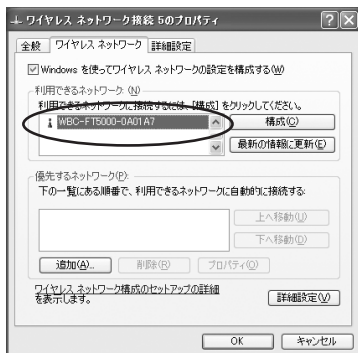 ワイヤレス ネットワーク接続 5のプロパティ
全般 ワイヤレス ネットワーク 詳細設定
Windows を使ってワイヤレス ネットワークの設定を構成する(W)
利用できるネットワーク: (N)
利用できるネットワークに接続するには、[構成] をクリックしてください。
WBC-FT5000-0A01A7
構成(C)
最新の情報に更新(E)
優先するネットワーク(P):
下の一覧にある順番で、利用できるネットワークに自動的に接続する:
上へ移動(U)
下へ移動(D)
追加(A)... 削除(R) プロパティ(O)
ワイヤレス ネットワーク構成のセットアップの詳細
を表示します。
詳細設定(V)
OK キャンセル